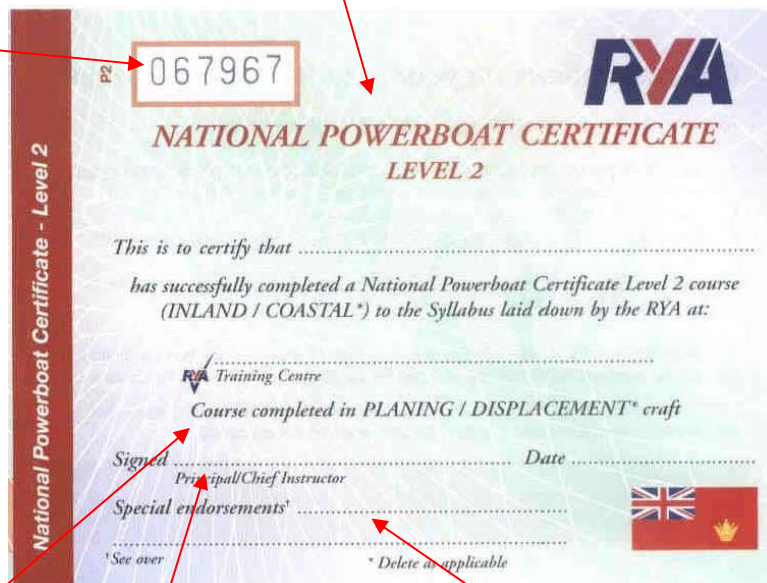 P2
067967
RYA
NATIONAL POWERBOAT CERTIFICATE
LEVEL 2
National Powerboat Certificate - Level 2
This is to certify that ..........
has successfully completed a National Powerboat Certificate Level 2 course
(INLAND / COASTAL*) to the Syllabus laid down by the RYA at:
RYA Training Centre
Course completed in PLANING / DISPLACEMENT* craft
Signed .......... Date ..........
Principal/Chief Instructor
Special endorsements† ..........
†See over * Delete as applicable